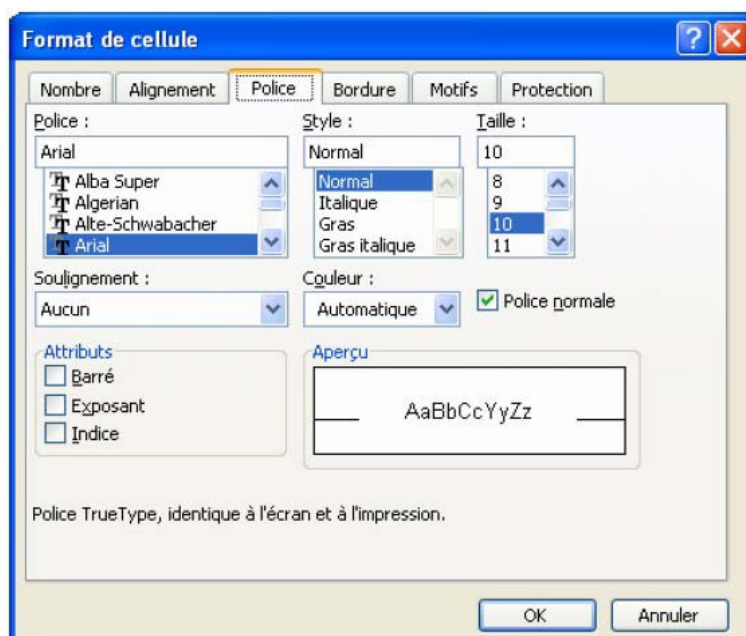 Format de cellule
Nombre Alignement Police Bordure Motifs Protection
Police : Style : Taille :
Arial Normal 10
Alba Super Normal 8
Algerian Italique 9
Alte-Schwabacher Gras 10
Arial Gras italique 11
Soulignement : Couleur :
Aucun Automatique Police normale
Attributs Aperçu
Barré
Exposant AaBbCcYyZz
Indice
Police TrueType, identique à l'écran et à l'impression.
OK Annuler